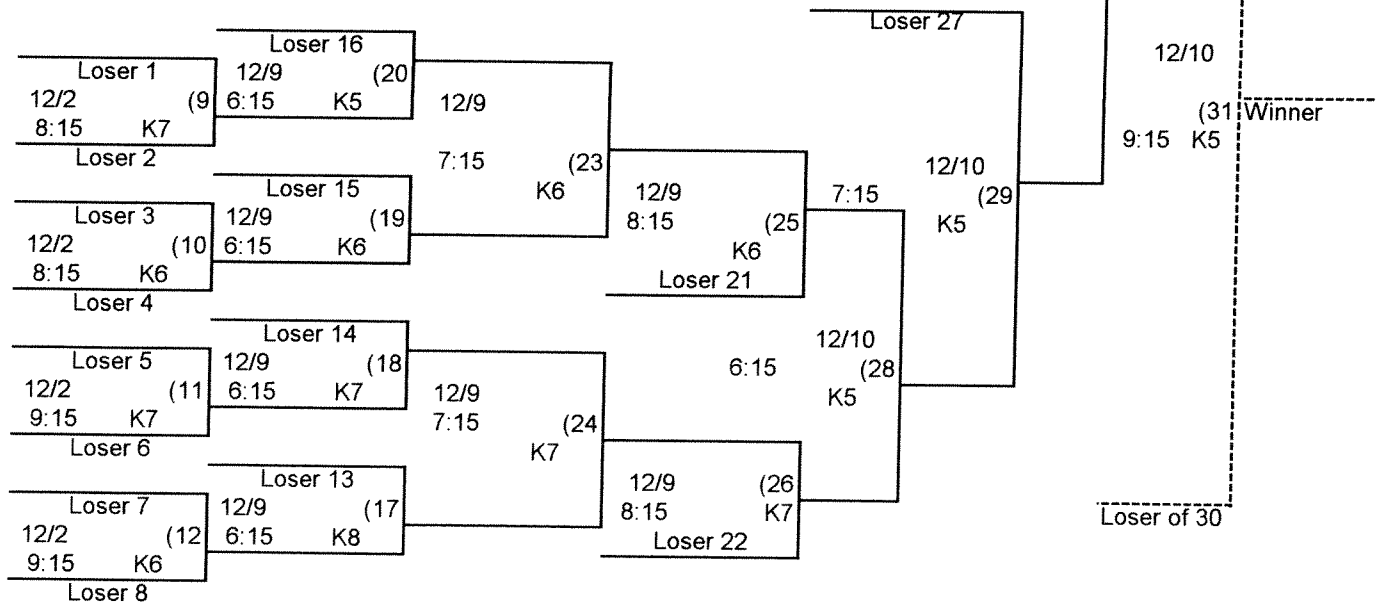 Loser 27
Loser 16
12/9 (20
6:15 K5
Loser 1
12/2 (9
8:15 K7
Loser 2
12/9
7:15 (23
K6
Loser 15
12/9 (19
6:15 K6
Loser 3
12/2 (10
8:15 K6
Loser 4
12/9
8:15 (25
K6
Loser 21
7:15
12/10
(29
K5
12/10
(31
9:15 K5
Winner
Loser 14
12/9 (18
6:15 K7
Loser 5
12/2 (11
9:15 K7
Loser 6
12/9
7:15 (24
K7
12/10
6:15 (28
K5
Loser 13
12/9 (17
6:15 K8
Loser 7
12/2 (12
9:15 K6
Loser 8
12/9 (26
8:15 K7
Loser 22
Loser of 30